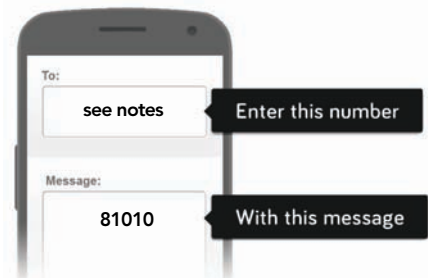 To:
see notes
Enter this number
Message:
81010
With this message